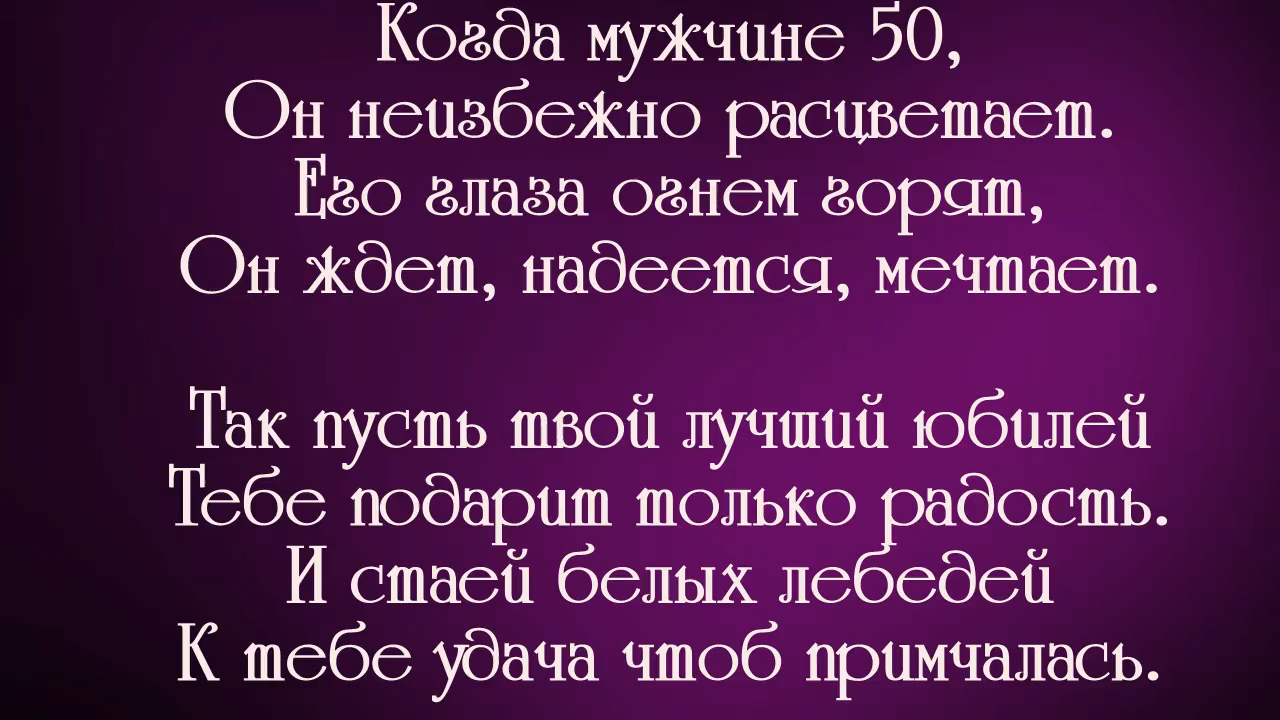 Когда мужчине 50,
Он неизбежно расцветает.
Его глаза огнем горят,
Он ждет, надеется, мечтает.
Так пусть твой лучший юбилей
Тебе подарит только радость.
И стаей белых лебедей
К тебе удача чтоб примчалась.